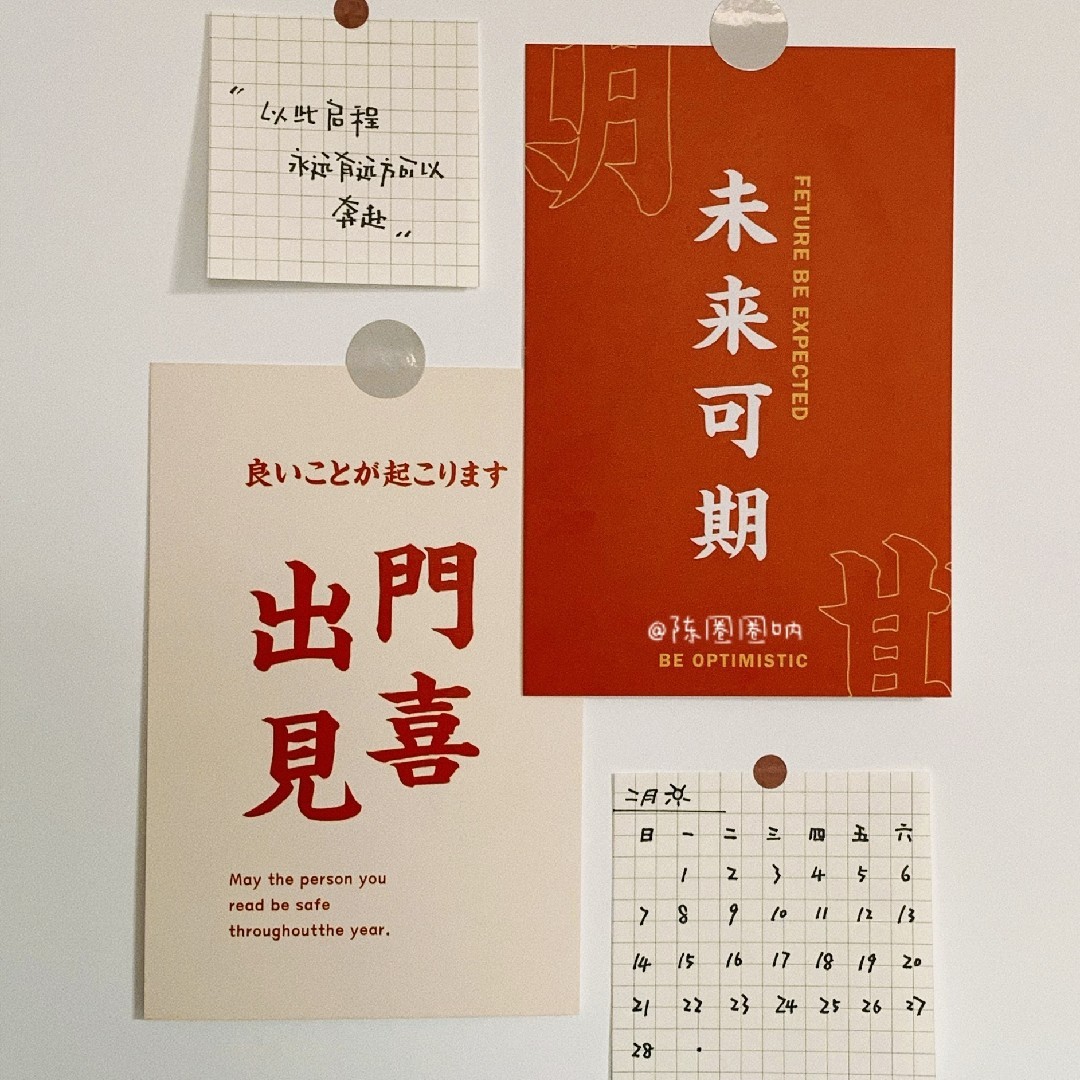 “以此启程
永远有远方可以
奔赴”
未来可期
FETURE BE EXPECTED
@陈圈圈呐
BE OPTIMISTIC
良いことが起こります
出門
見喜
May the person you
read be safe
throughoutthe year.
二月
日 一 二 三 四 五 六
1 2 3 4 5 6
7 8 9 10 11 12 13
14 15 16 17 18 19 20
21 22 23 24 25 26 27
28